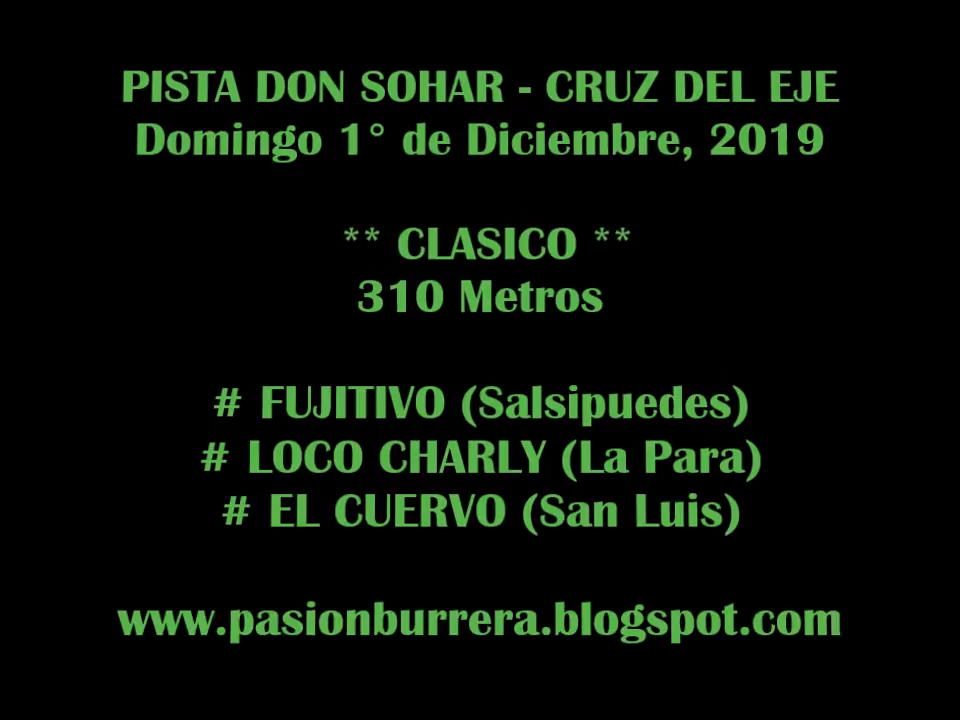 PISTA DON SOHAR - CRUZ DEL EJE
Domingo 1° de Diciembre, 2019
** CLASICO **
310 Metros
# FUJITIVO (Salsipuedes)
# LOCO CHARLY (La Para)
# EL CUERVO (San Luis)
www.pasionburrera.blogspot.com